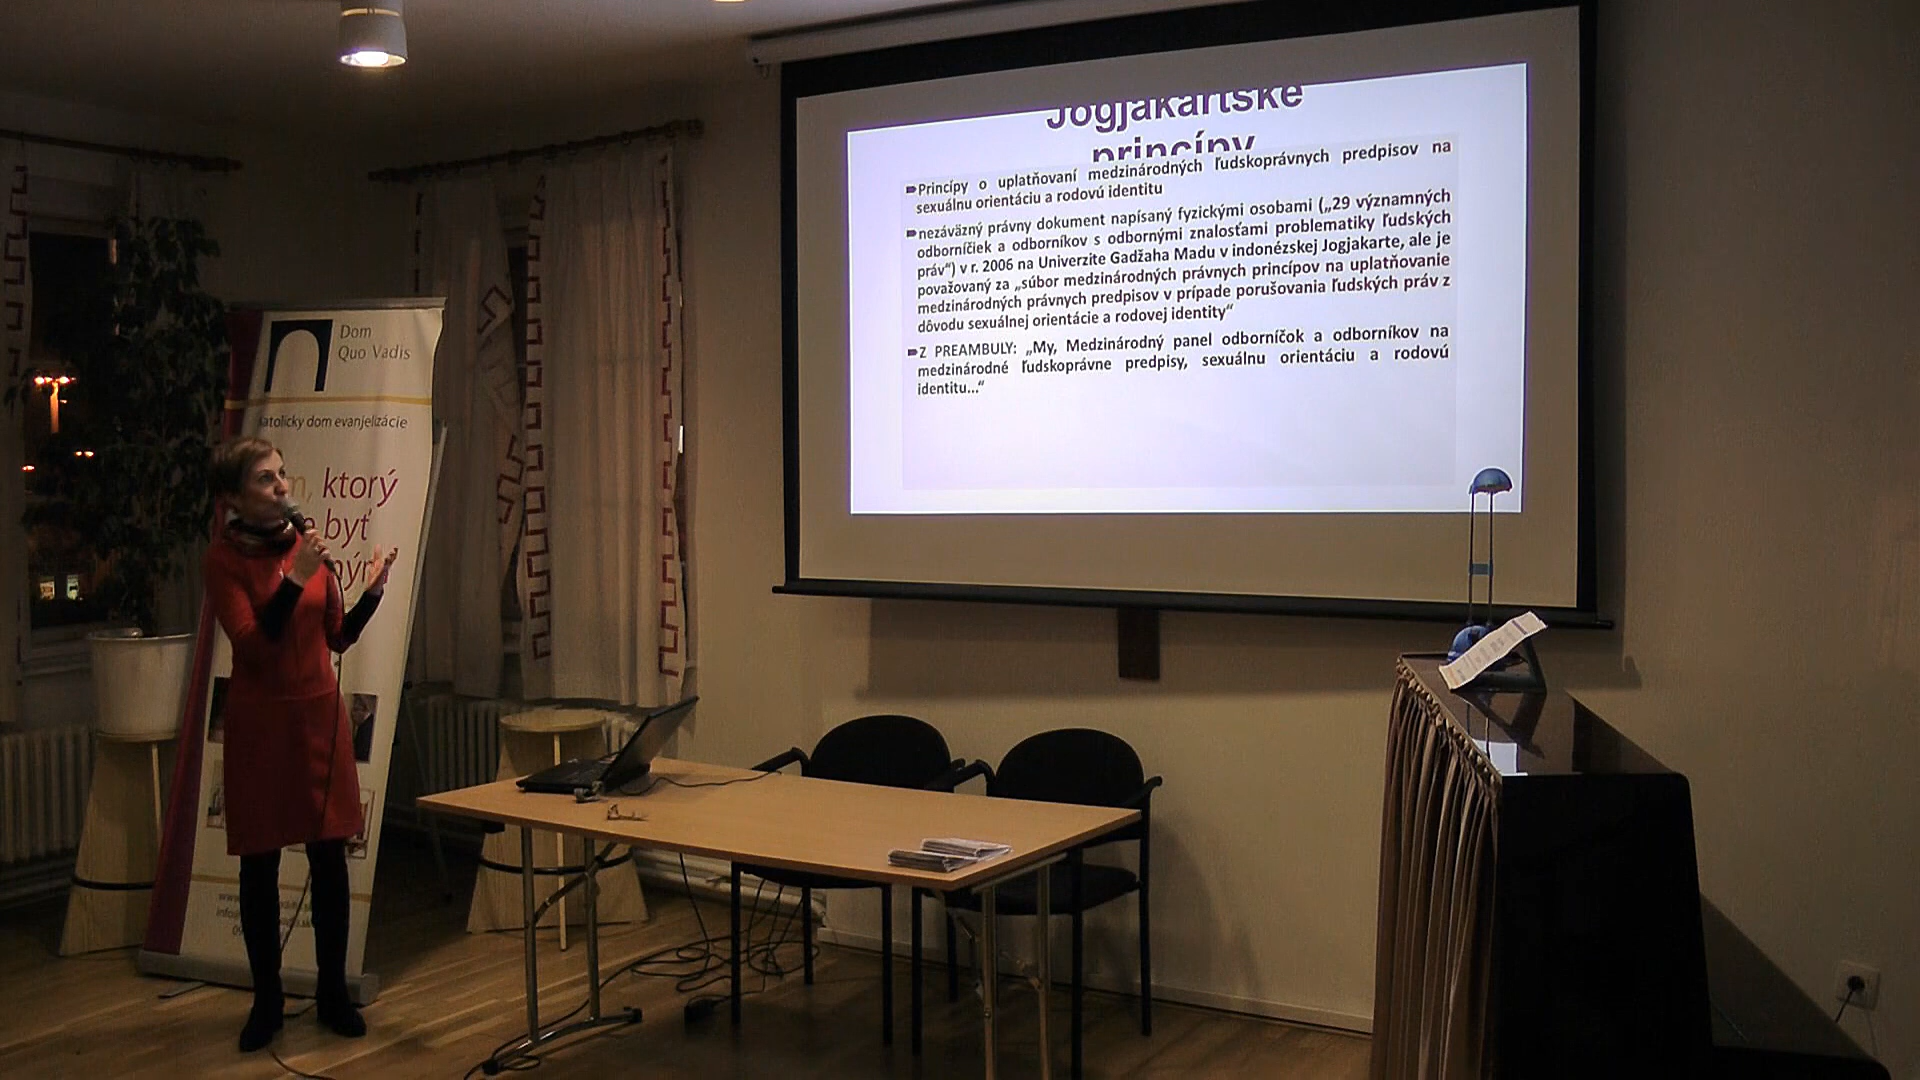 Jogjakartské
princípy
Princípy o uplatňovaní medzinárodných ľudskoprávnych predpisov na
sexuálnu orientáciu a rodovú identitu
nezáväzný právny dokument napísaný fyzickými osobami („29 významných
odborníčiek a odborníkov s odbornými znalosťami problematiky ľudských
práv“) v r. 2006 na Univerzite Gadžaha Madu v indonézskej Jogjakarte, ale je
považovaný za „súbor medzinárodných právnych princípov na uplatňovanie
medzinárodných právnych predpisov v prípade porušovania ľudských práv z
dôvodu sexuálnej orientácie a rodovej identity“
Z PREAMBULY: „My, Medzinárodný panel odborníčok a odborníkov na
medzinárodné ľudskoprávne predpisy, sexuálnu orientáciu a rodovú
identitu...“
Dom
Quo Vadis
katolícky dom evanjelizácie
ktorý
byť